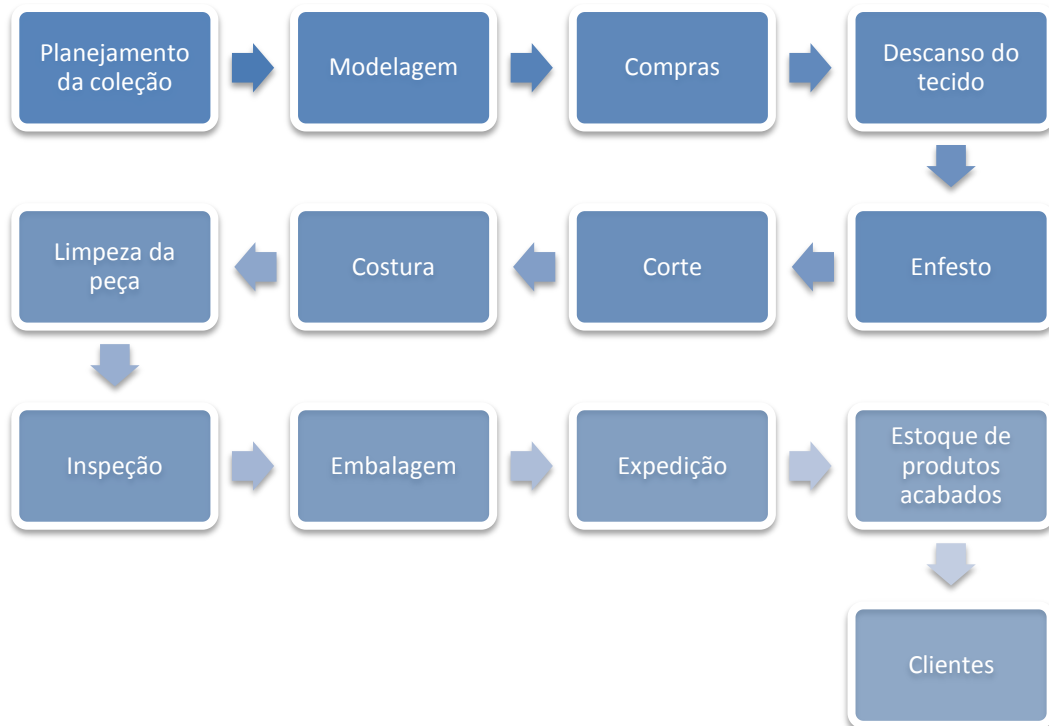 Planejamento
da coleção
Modelagem
Compras
Descanso do
tecido
Enfesto
Corte
Costura
Limpeza da
peça
Inspeção
Embalagem
Expedição
Estoque de
produtos
acabados
Clientes